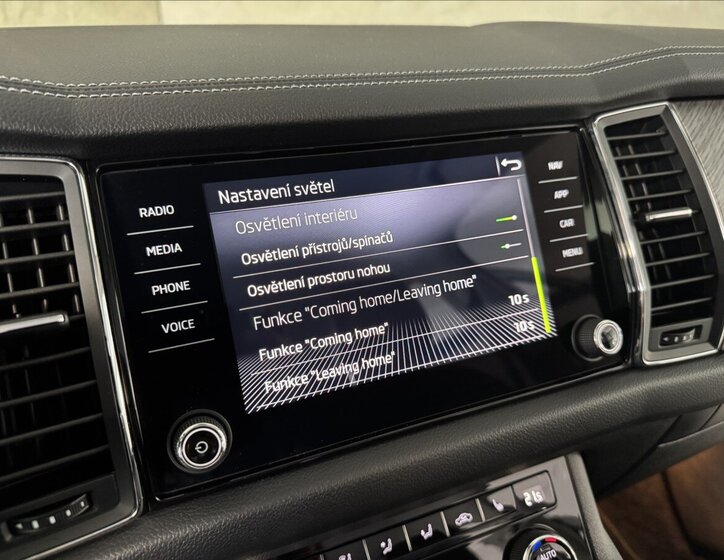 RADIO
MEDIA
PHONE
VOICE
Nastavení světel
Osvětlení interiéru
Osvětlení přístrojů/spínačů
Osvětlení prostoru nohou
Funkce "Coming home/Leaving home"
Funkce "Coming home" 10 s
Funkce "Leaving home" 10 s
NAV
APP
CAR
MENU
AUTO